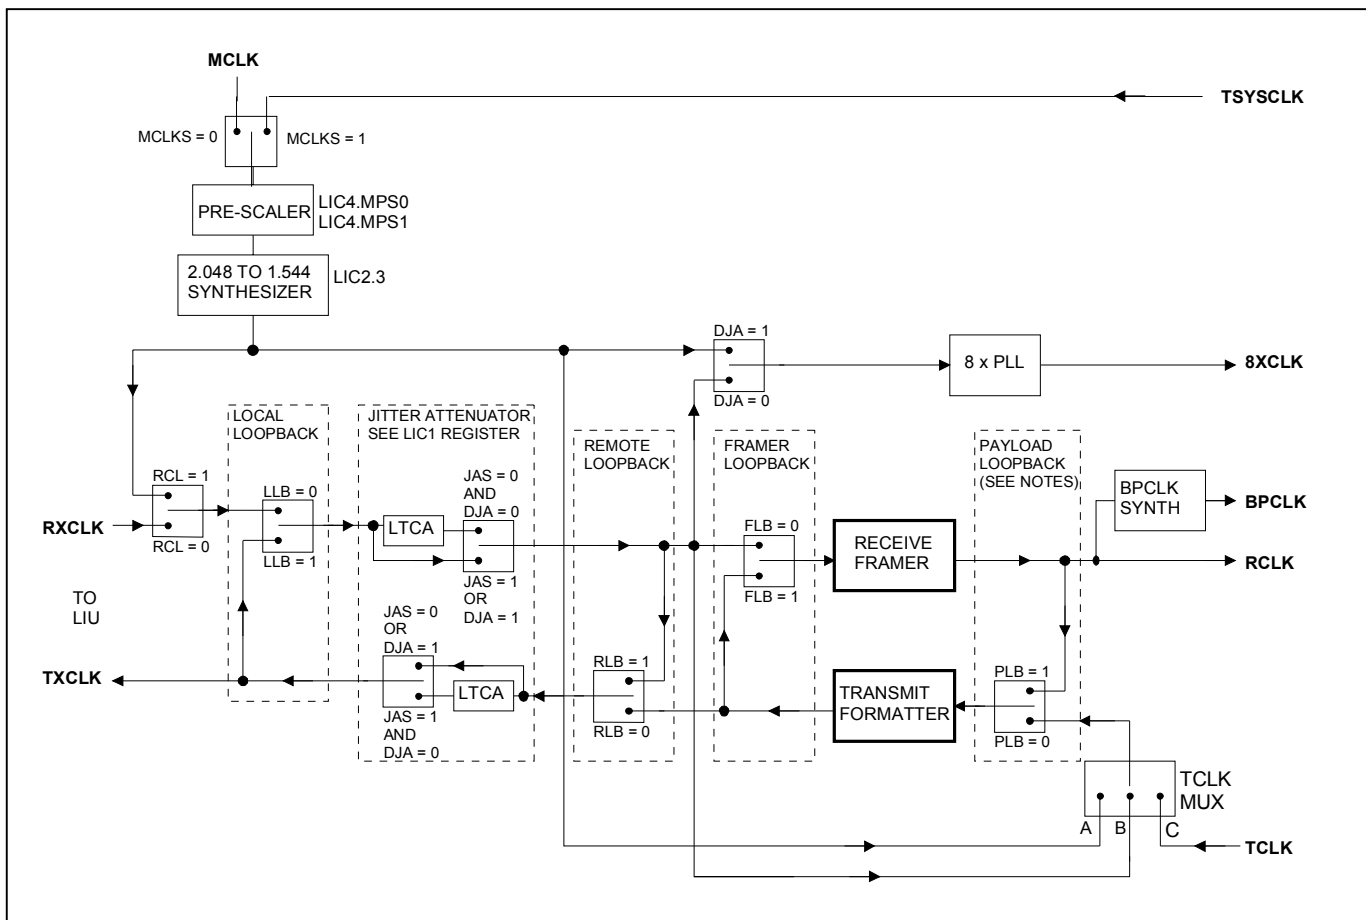 MCLK
TSYSCLK
MCLKS = 0
MCLKS = 1
PRE-SCALER
LIC4.MPS0
LIC4.MPS1
2.048 TO 1.544
SYNTHESIZER
LIC2.3
DJA = 1
8 x PLL
8XCLK
DJA = 0
LOCAL
LOOPBACK
JITTER ATTENUATOR
SEE LIC1 REGISTER
REMOTE
LOOPBACK
FRAMER
LOOPBACK
PAYLOAD
LOOPBACK
(SEE NOTES)
RCL = 1
LLB = 0
JAS = 0
AND
DJA = 0
BPCLK
SYNTH
BPCLK
RXCLK
LTCA
FLB = 0
RECEIVE
FRAMER
RCLK
RCL = 0
LLB = 1
JAS = 1
OR
DJA = 1
FLB = 1
TO
LIU
JAS = 0
OR
DJA = 1
RLB = 1
PLB = 1
TXCLK
LTCA
TRANSMIT
FORMATTER
JAS = 1
AND
DJA = 0
RLB = 0
PLB = 0
TCLK
MUX
A
B
C
TCLK